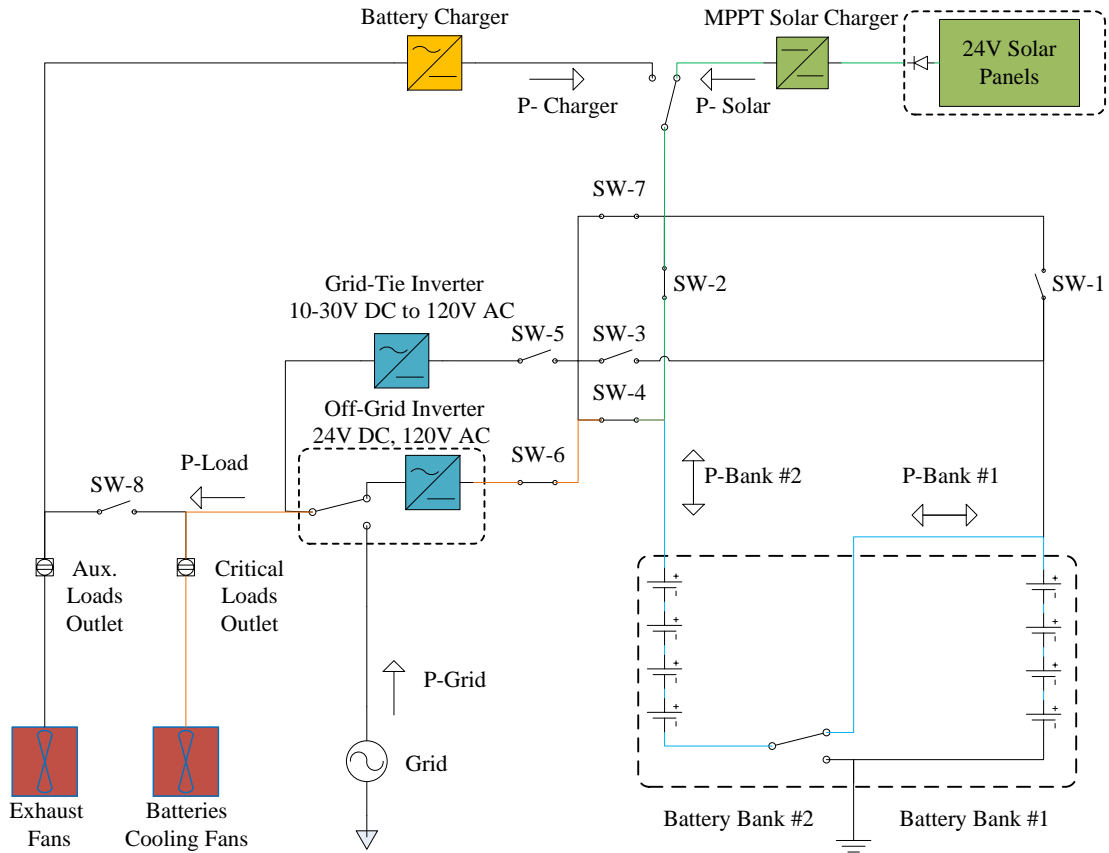 Battery Charger
MPPT Solar Charger
24V Solar
Panels
P- Charger
P- Solar
SW-7
SW-2
SW-1
Grid-Tie Inverter
10-30V DC to 120V AC
SW-5
SW-3
SW-4
Off-Grid Inverter
24V DC, 120V AC
SW-6
P-Load
SW-8
P-Bank #2
P-Bank #1
Aux.
Loads
Outlet
Critical
Loads
Outlet
P-Grid
Grid
Exhaust
Fans
Batteries
Cooling Fans
Battery Bank #2
Battery Bank #1